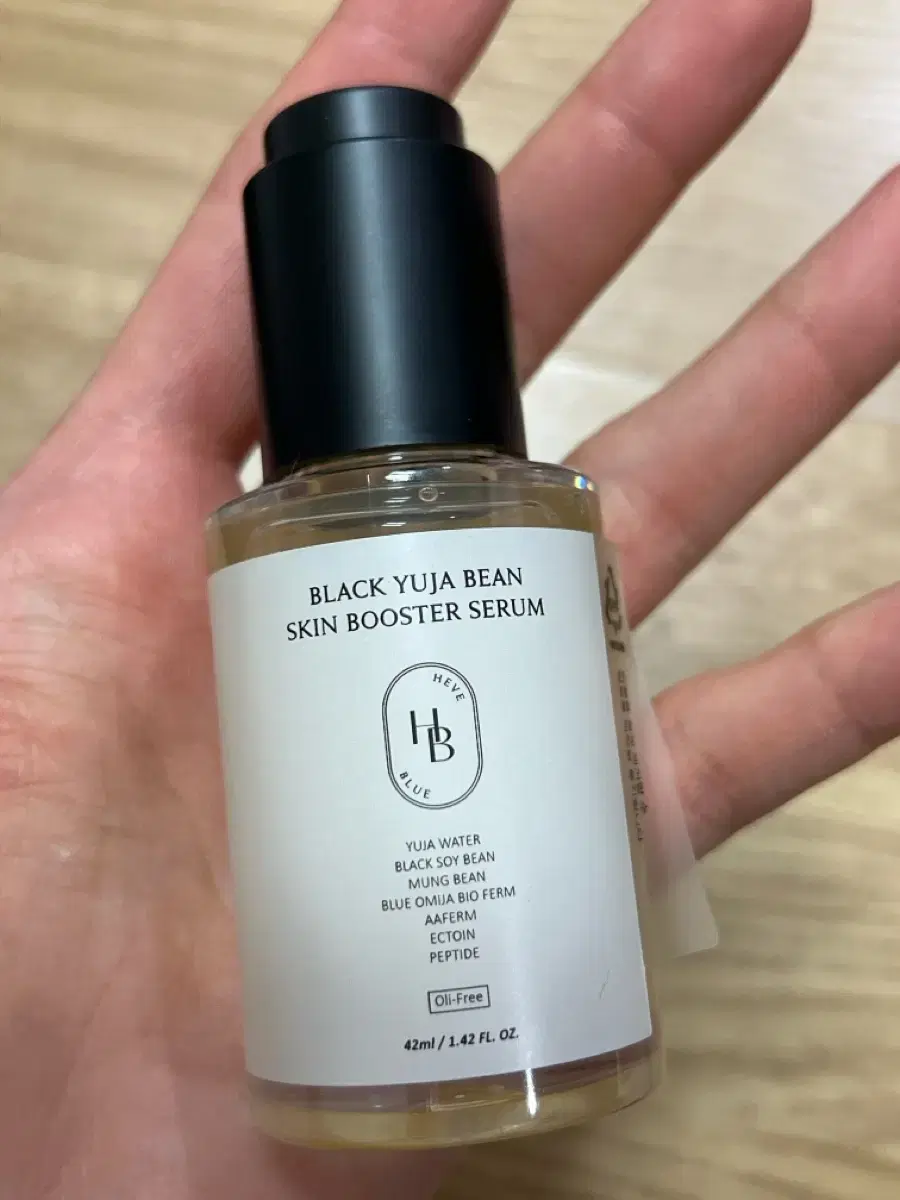 BLACK YUJA BEAN
SKIN BOOSTER SERUM
HEVE
HB
BLUE
YUJA WATER
BLACK SOY BEAN
MUNG BEAN
BLUE OMIJA BIO FERM
AAFERM
ECTOIN
PEPTIDE
Oli-Free
42ml / 1.42 FL. OZ.